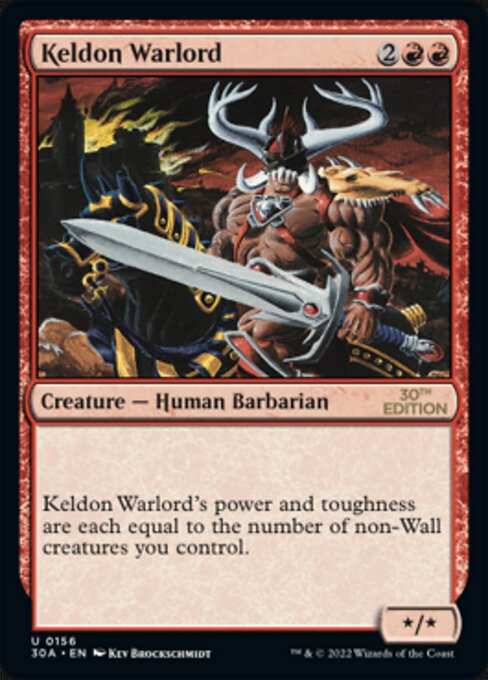 Keldon Warlord 2
Creature — Human Barbarian
30TH
EDITION
Keldon Warlord's power and toughness
are each equal to the number of non-Wall
creatures you control.
*/*
U 0156
30A • EN Kev Brockschmidt
™ & © 2022 Wizards of the Coast